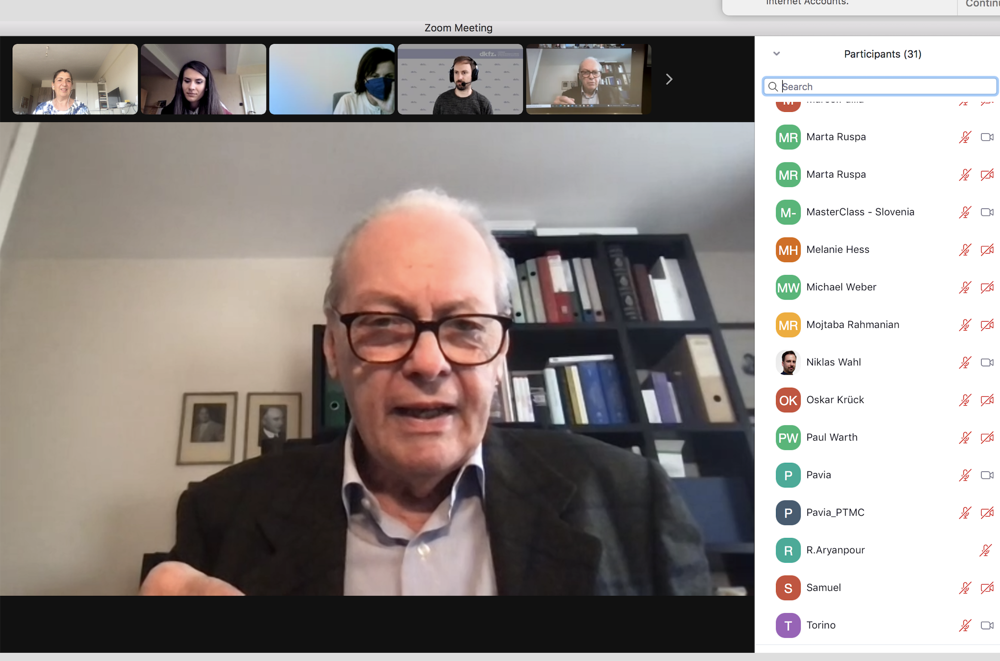 Internet Accounts.
Zoom Meeting
dkfz.
Participants (31)
Search
MR Marta Ruspa
MR Marta Ruspa
M- MasterClass - Slovenia
MH Melanie Hess
MW Michael Weber
MR Mojtaba Rahmanian
Niklas Wahl
OK Oskar Krück
PW Paul Warth
P Pavia
P Pavia_PTMC
R R.Aryanpour
S Samuel
T Torino